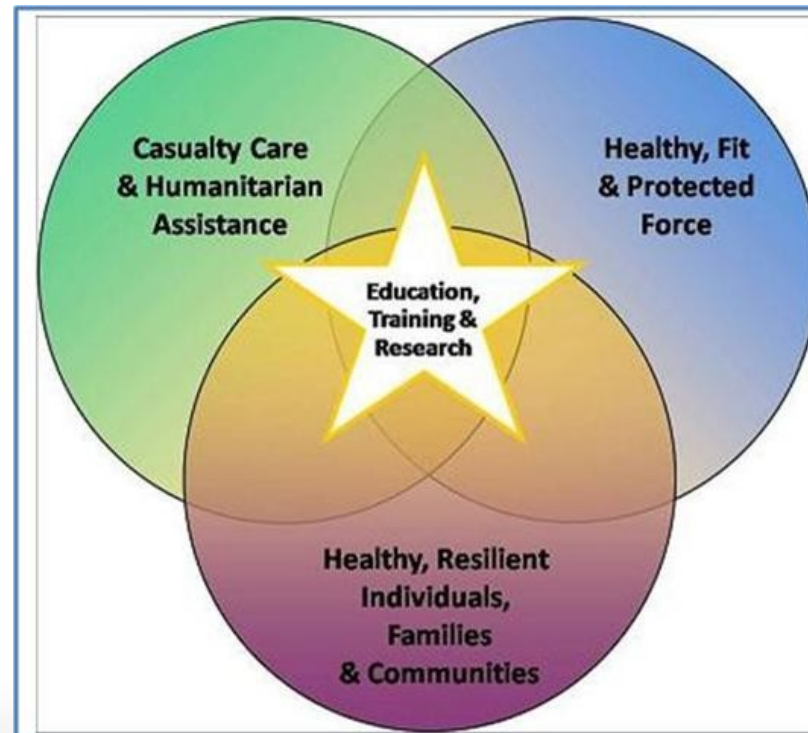 Casualty Care
& Humanitarian
Assistance
Healthy, Fit
& Protected
Force
Education,
Training &
Research
Healthy, Resilient
Individuals,
Families
& Communities